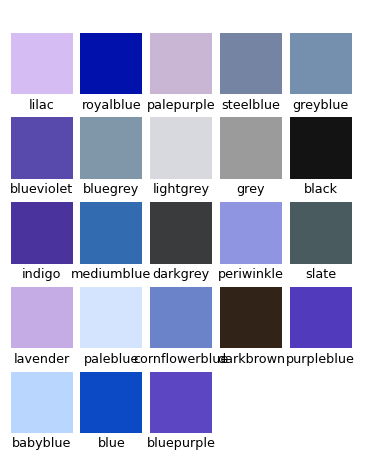 lilac royalblue palepurple steelblue greyblue
blueviolet bluegrey lightgrey grey black
indigo mediumblue darkgrey periwinkle slate
lavender paleblue cornflowerblue darkbrown purpleblue
babyblue blue bluepurple